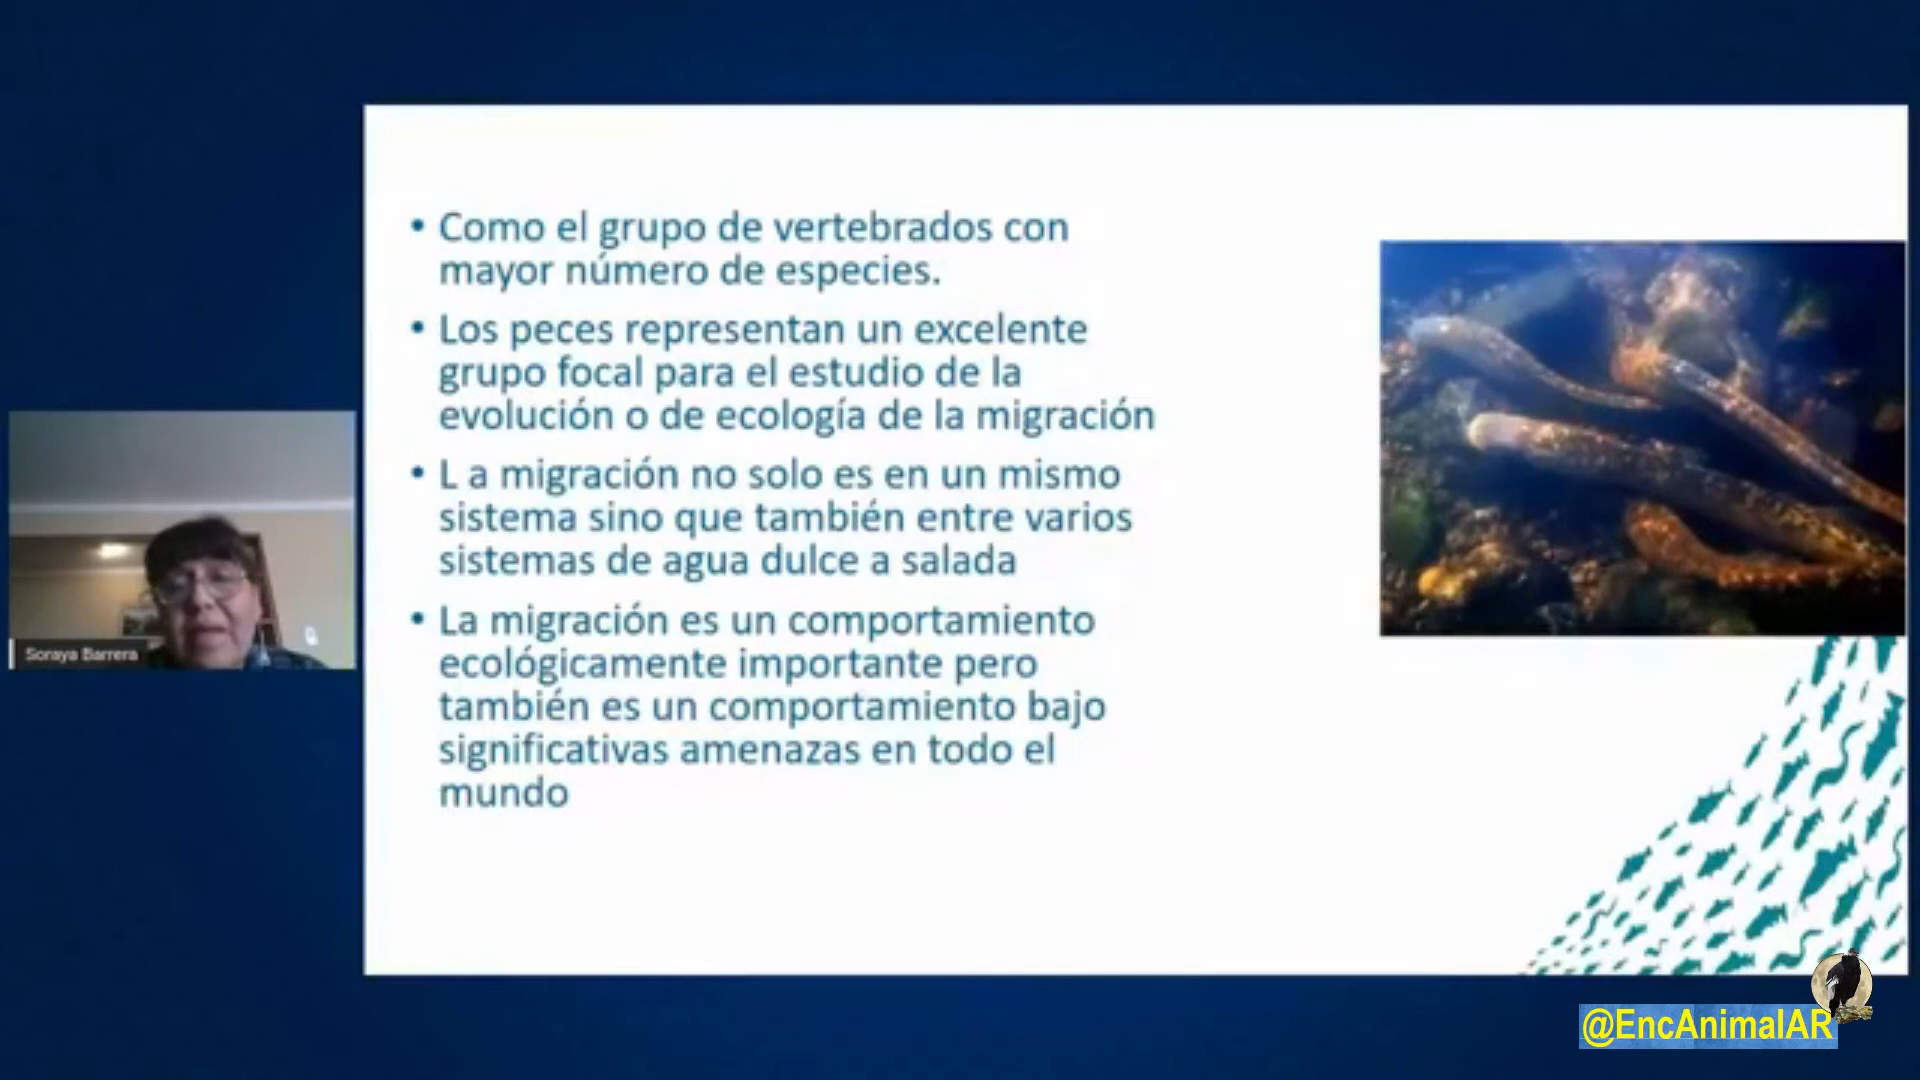 • Como el grupo de vertebrados con
mayor número de especies.
• Los peces representan un excelente
grupo focal para el estudio de la
evolución o de ecología de la migración
• L a migración no solo es en un mismo
sistema sino que también entre varios
sistemas de agua dulce a salada
• La migración es un comportamiento
ecológicamente importante pero
también es un comportamiento bajo
significativas amenazas en todo el
mundo
Soraya Barrera
@EncAnimalAR